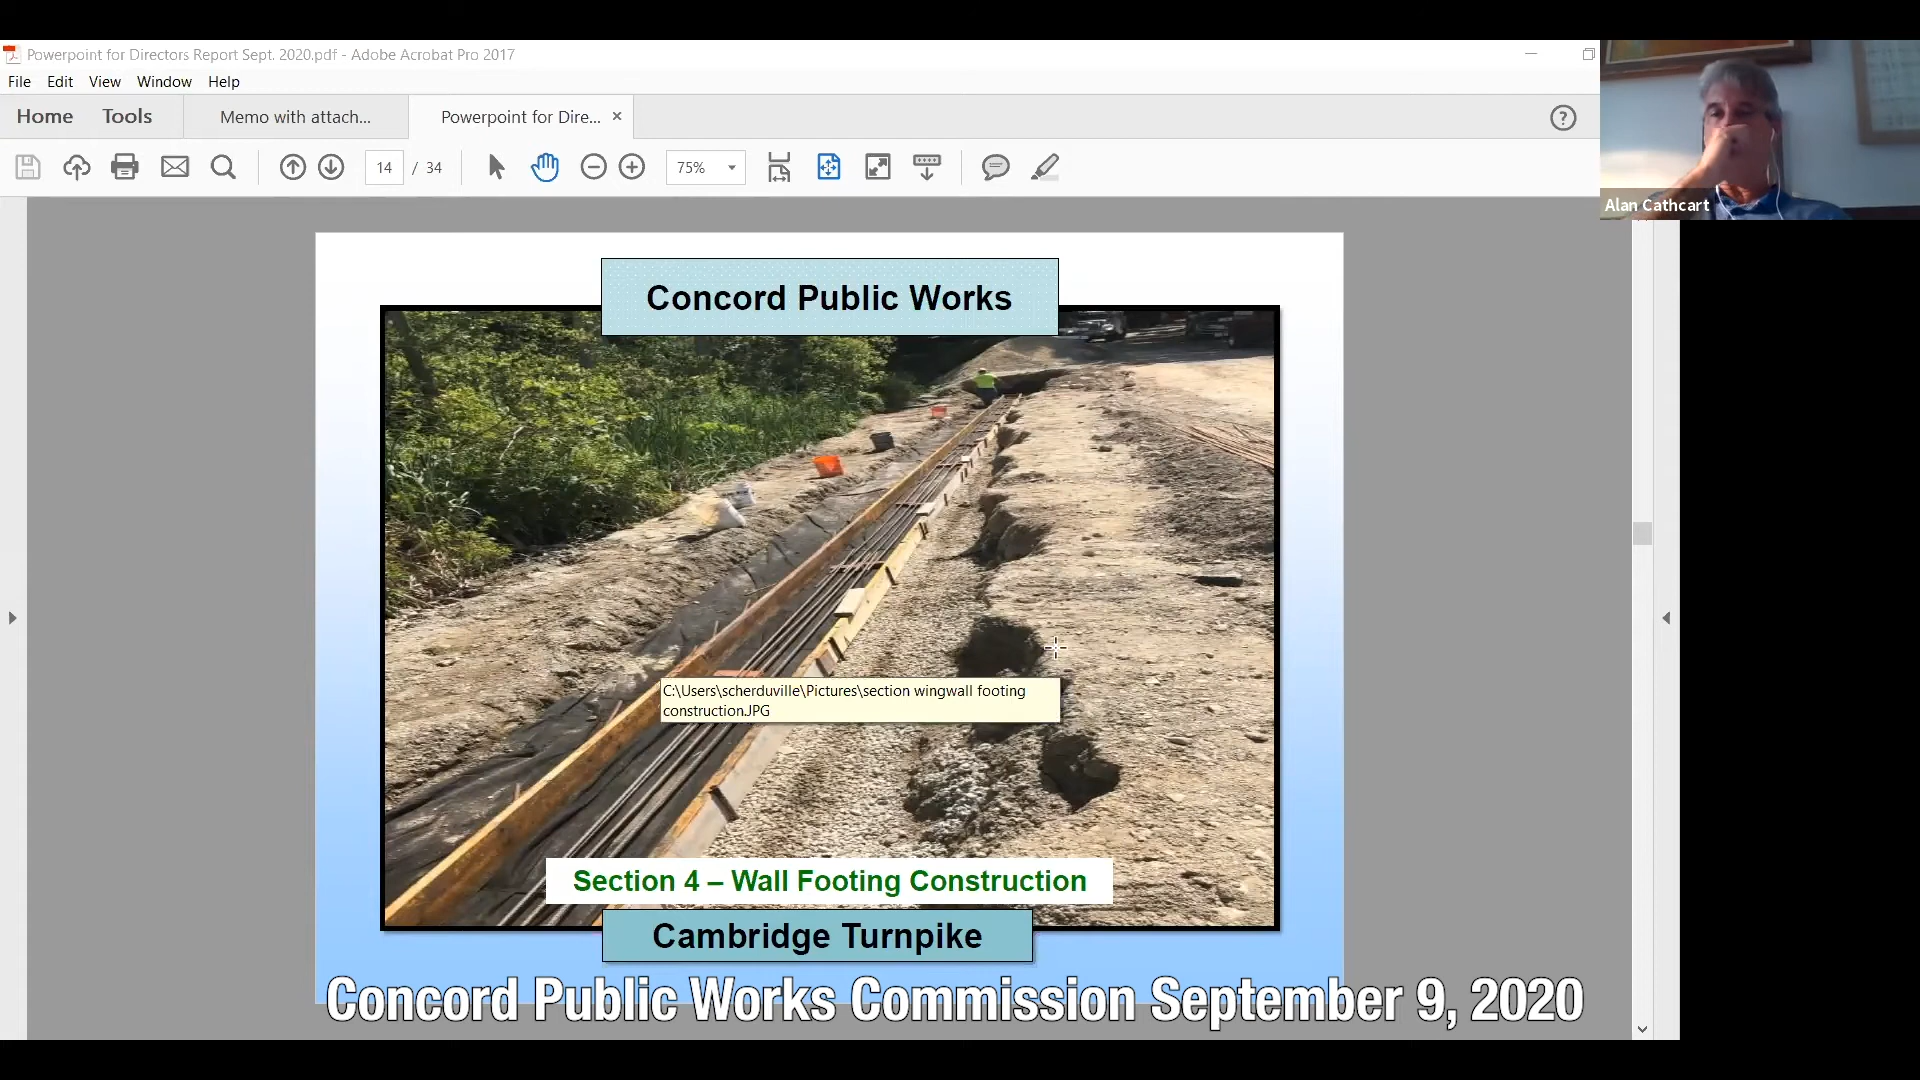 Powerpoint for Directors Report Sept. 2020.pdf - Adobe Acrobat Pro 2017
File Edit View Window Help
Home Tools Memo with attach... Powerpoint for Dire... ×
14 / 34 75%
Alan Cathcart
Concord Public Works
C:\Users\scherduville\Pictures\section wingwall footing
construction.JPG
Section 4 – Wall Footing Construction
Cambridge Turnpike
Concord Public Works Commission September 9, 2020